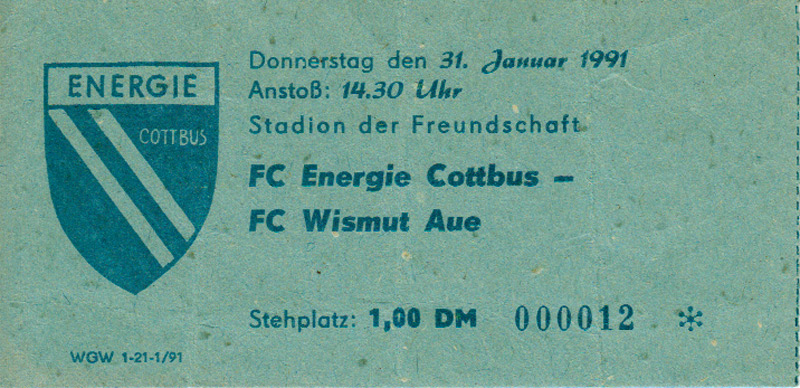 ENERGIE
COTTBUS
Donnerstag den 31. Januar 1991
Anstoß: 14.30 Uhr
Stadion der Freundschaft
FC Energie Cottbus –
FC Wismut Aue
Stehplatz: 1,00 DM 000012 *
WGW 1-21-1/91